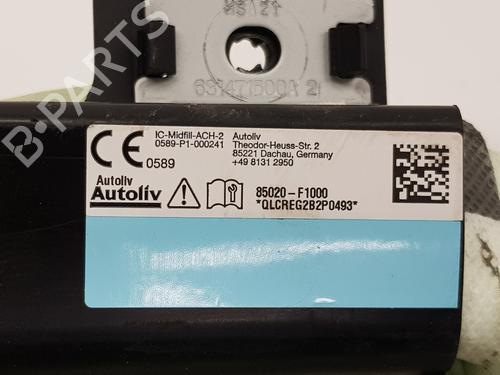 631471500A 2
IC-Midfill-ACH-2
0589-P1-000241
Autoliv
Theodor-Heuss-Str. 2
85221 Dachau, Germany
+49 8131 2950
CE 0589
Autoliv
Autoliv
85020-F1000
*QLCREG2B2P0493*
B-PARTS